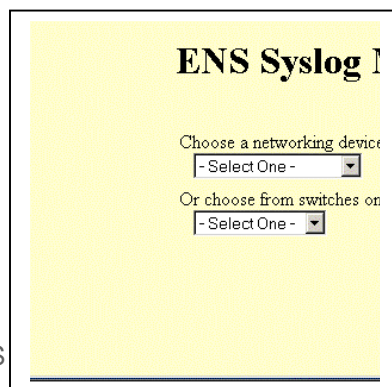 ENS Syslog
Choose a networking device
- Select One -
Or choose from switches on
- Select One -